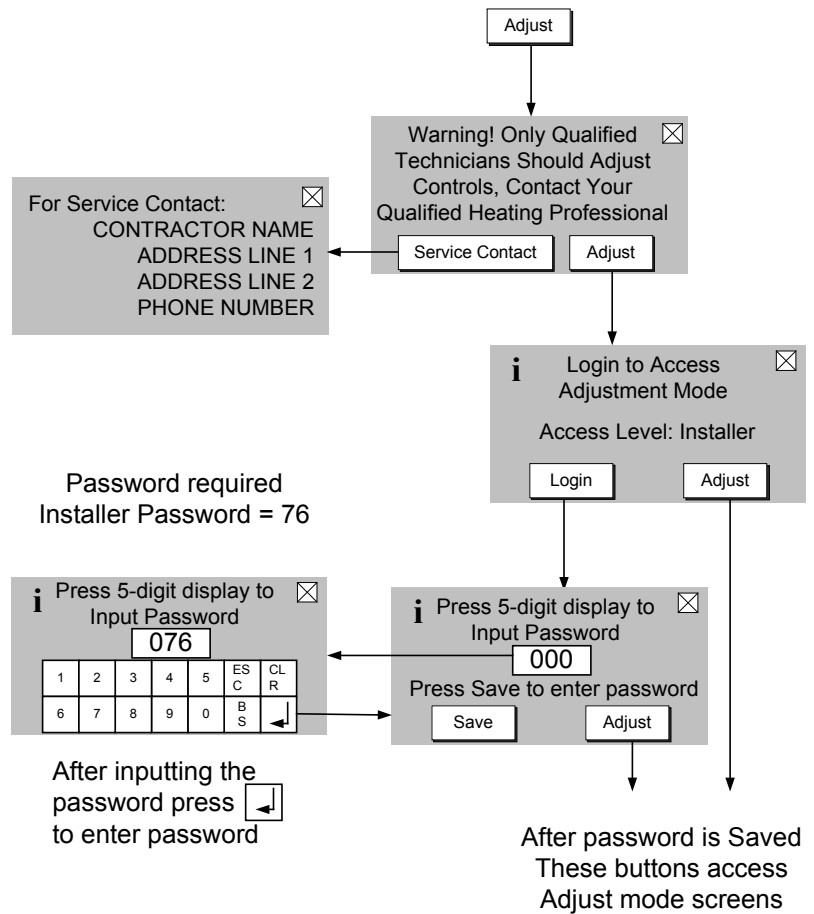 Adjust
Warning! Only Qualified
Technicians Should Adjust
Controls, Contact Your
Qualified Heating Professional
Service Contact
Adjust
For Service Contact:
CONTRACTOR NAME
ADDRESS LINE 1
ADDRESS LINE 2
PHONE NUMBER
i
Login to Access
Adjustment Mode
Access Level: Installer
Login
Adjust
Password required
Installer Password = 76
i
Press 5-digit display to
Input Password
076
1 2 3 4 5 ES
C CL
R
6 7 8 9 0 B
S
i
Press 5-digit display to
Input Password
000
Press Save to enter password
Save
Adjust
After inputting the
password press
to enter password
After password is Saved
These buttons access
Adjust mode screens